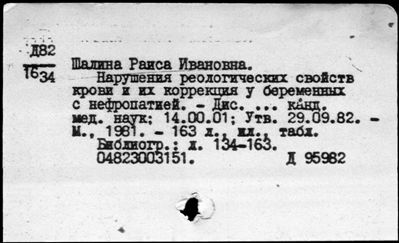 Д82
1634
Шалина Раиса Ивановна.
Нарушения реологических свойств
крови и их коррекция у беременных
с нефропатией. - Дис. ... канд.
мед. наук: 14.00.01; Утв. 29.09.82. -
М., 1981. - 163 л., ил., табл.
Библиогр.: л. 134-163.
04823003151. Д 95982